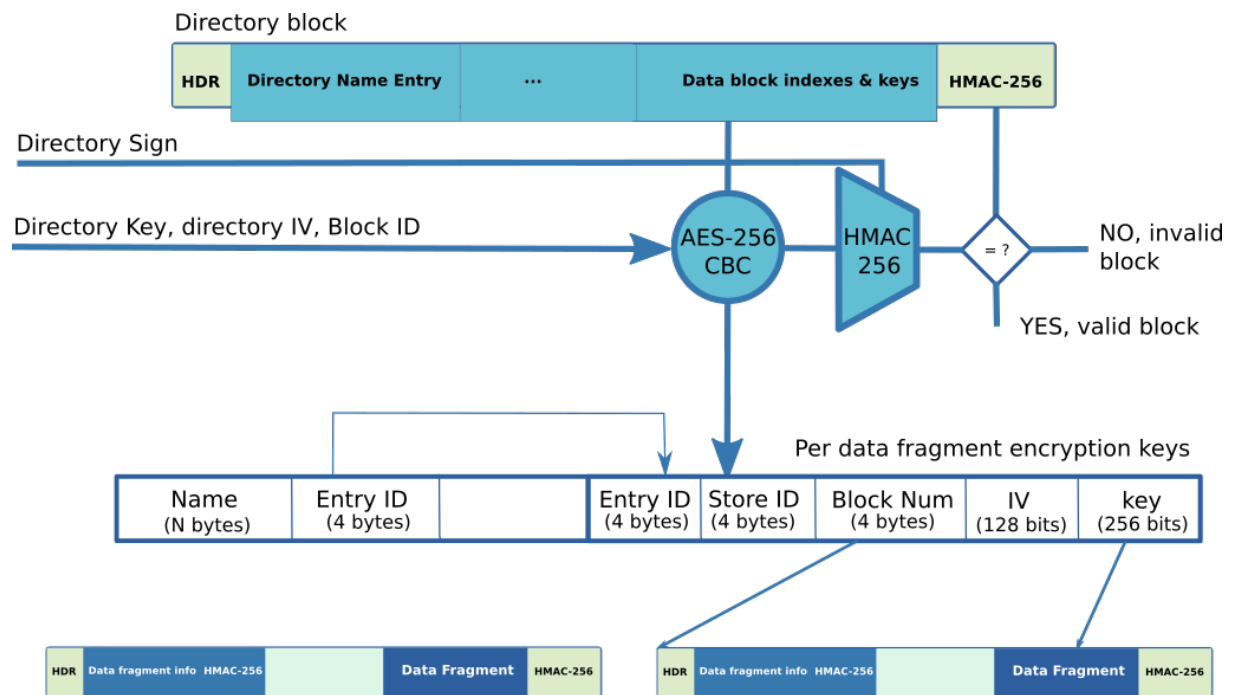 Directory block
HDR
Directory Name Entry
...
Data block indexes & keys
HMAC-256
Directory Sign
Directory Key, directory IV, Block ID
AES-256
CBC
HMAC
256
= ?
NO, invalid
block
YES, valid block
Per data fragment encryption keys
Name
(N bytes)
Entry ID
(4 bytes)
Entry ID
(4 bytes)
Store ID
(4 bytes)
Block Num
(4 bytes)
IV
(128 bits)
key
(256 bits)
HDR
Data fragment info HMAC-256
Data Fragment
HMAC-256
HDR
Data fragment info HMAC-256
Data Fragment
HMAC-256